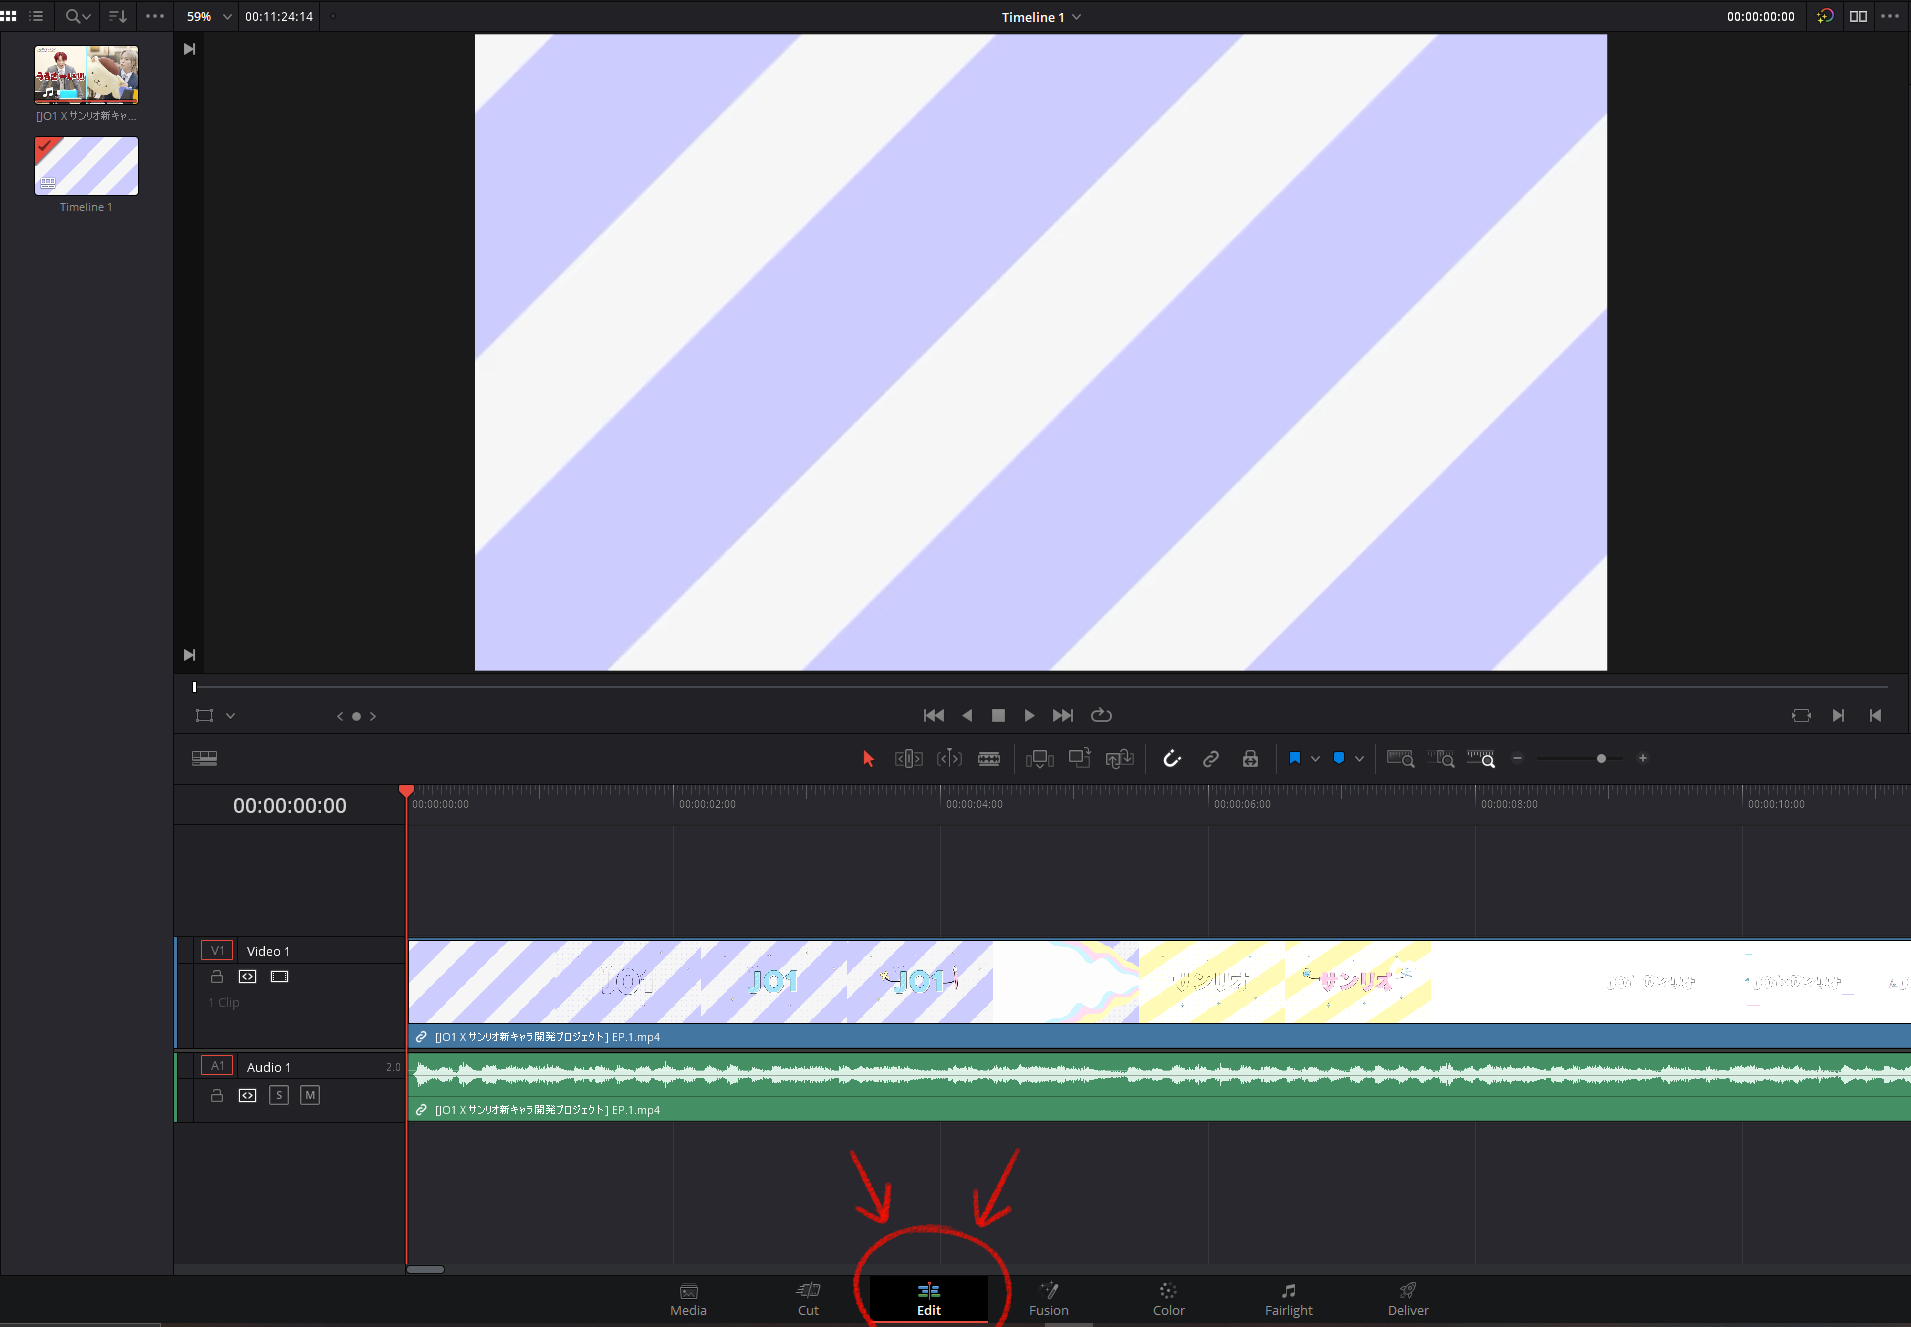 59%
00:11:24:14
Timeline 1
00:00:00:00
[JO1 X サンリオ新キャ...
Timeline 1
00:00:00:00
00:00:00:00
00:00:02:00
00:00:04:00
00:00:06:00
00:00:08:00
00:00:10:00
V1
Video 1
1 Clip
JO1
JO1
JO1
サンリオ
サンリオ
[JO1 X サンリオ新キャラ開発プロジェクト] EP.1.mp4
A1
Audio 1
2.0
S
M
[JO1 X サンリオ新キャラ開発プロジェクト] EP.1.mp4
Media
Cut
Edit
Fusion
Color
Fairlight
Deliver